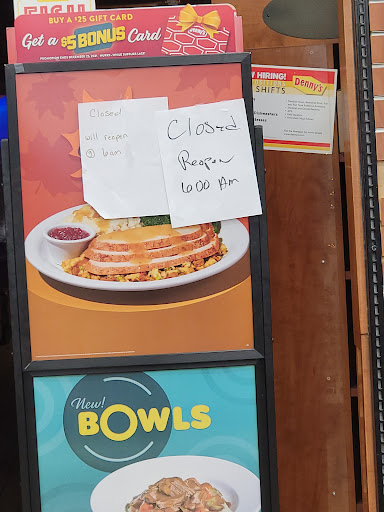 BUY A $25 GIFT CARD
Get a $5 BONUS Card
HIRING!
Denny's
SHIFTS
Closed
will reopen
@ 6am
Closed
Reopen
6:00 Am
New!
BOWLS